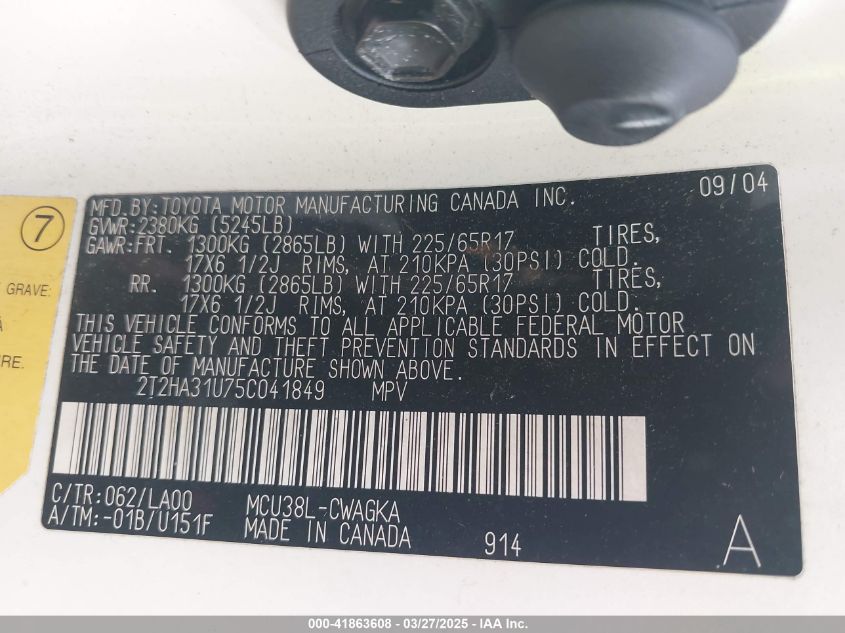 7
GRAVE:
MFD.BY:TOYOTA MOTOR MANUFACTURING CANADA INC. 09/04
GVWR:2380KG (5245LB)
GAWR:FRT. 1300KG (2865LB) WITH 225/65R17 TIRES,
17X6 1/2J RIMS, AT 210KPA (30PSI) COLD.
RR. 1300KG (2865LB) WITH 225/65R17 TIRES,
17X6 1/2J RIMS, AT 210KPA (30PSI) COLD.
THIS VEHICLE CONFORMS TO ALL APPLICABLE FEDERAL MOTOR
VEHICLE SAFETY AND THEFT PREVENTION STANDARDS IN EFFECT ON
THE DATE OF MANUFACTURE SHOWN ABOVE.
2T2HA31U75C041849 MPV
C/TR:062/LA00 MCU38L-CWAGKA
A/TM:-01B/U151F MADE IN CANADA 914 A
000-41863608 - 03/27/2025 - IAA Inc.